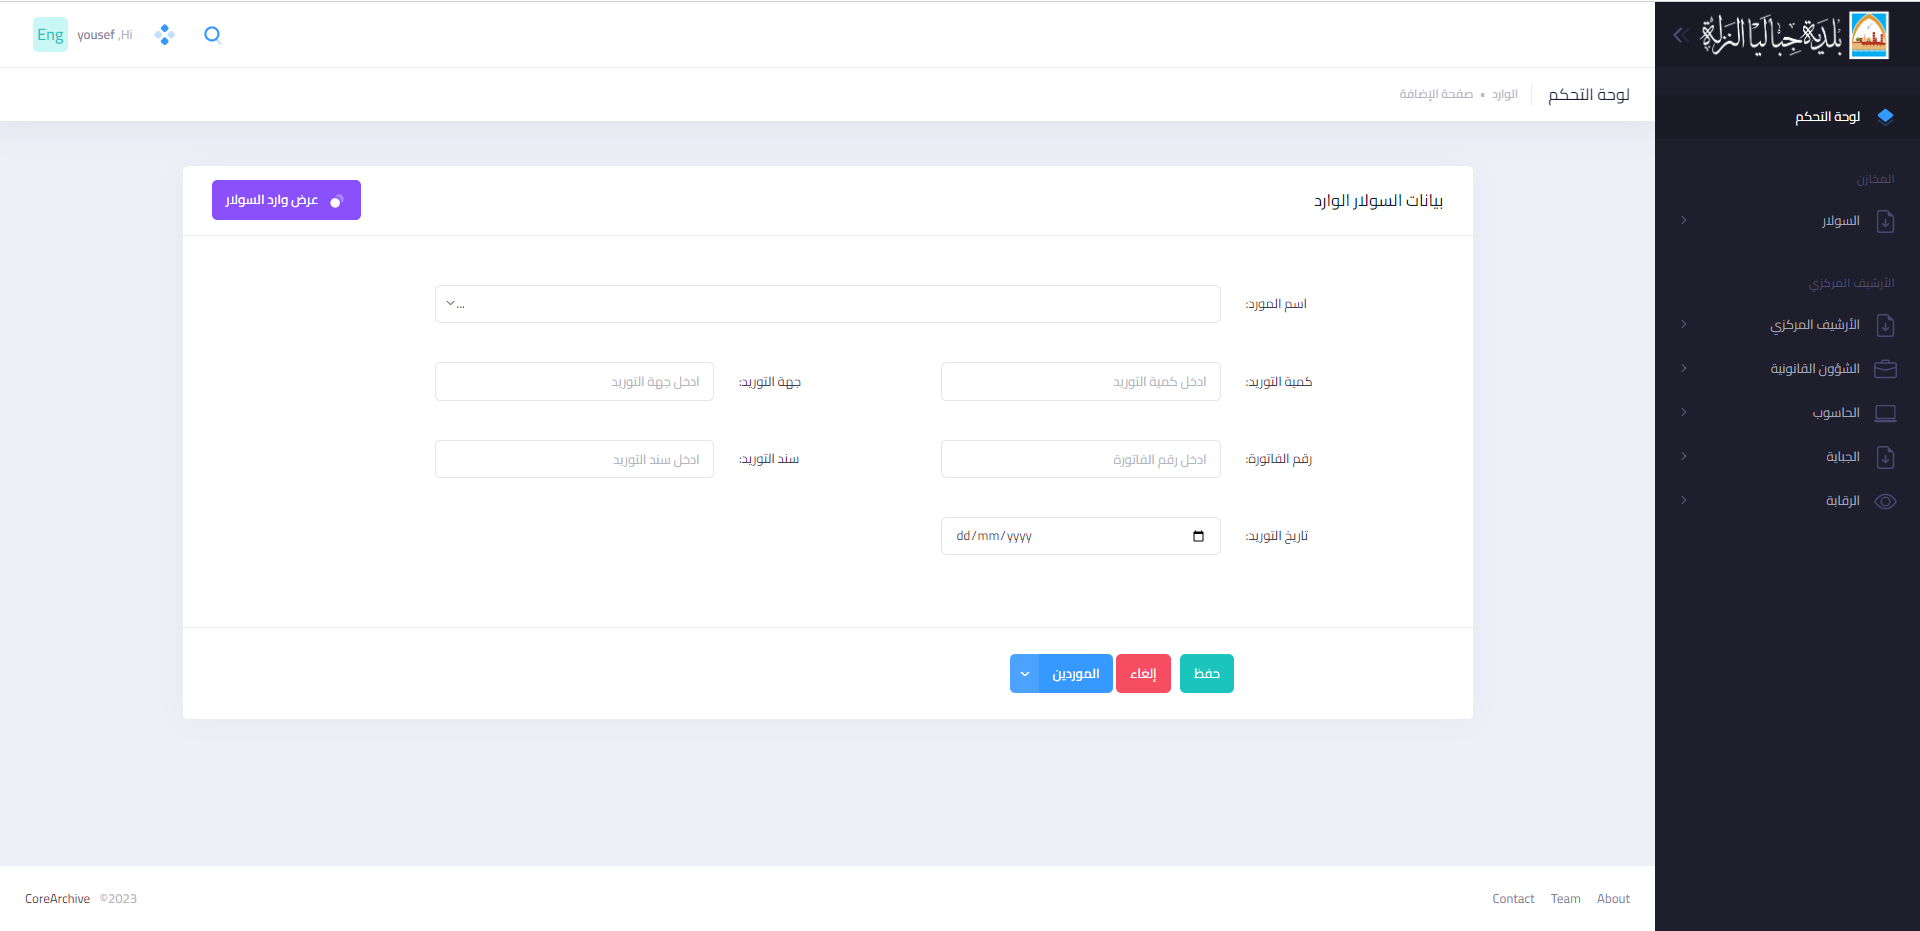 بلدية جباليا النزلة
Eng
yousef ,Hi
لوحة التحكم
الوارد • صفحة الإضافة
لوحة التحكم
المخازن
السولار
الأرشيف المركزي
الأرشيف المركزي
الشؤون القانونية
الحاسوب
الجباية
الرقابة
بيانات السولار الوارد
عرض وارد السولار
اسم المورد:
...
كمية التوريد:
ادخل كمية التوريد
جهة التوريد:
ادخل جهة التوريد
رقم الفاتورة:
ادخل رقم الفاتورة
سند التوريد:
ادخل سند التوريد
تاريخ التوريد:
dd/mm/yyyy
حفظ
إلغاء
الموردين
CoreArchive ©2023
Contact Team About